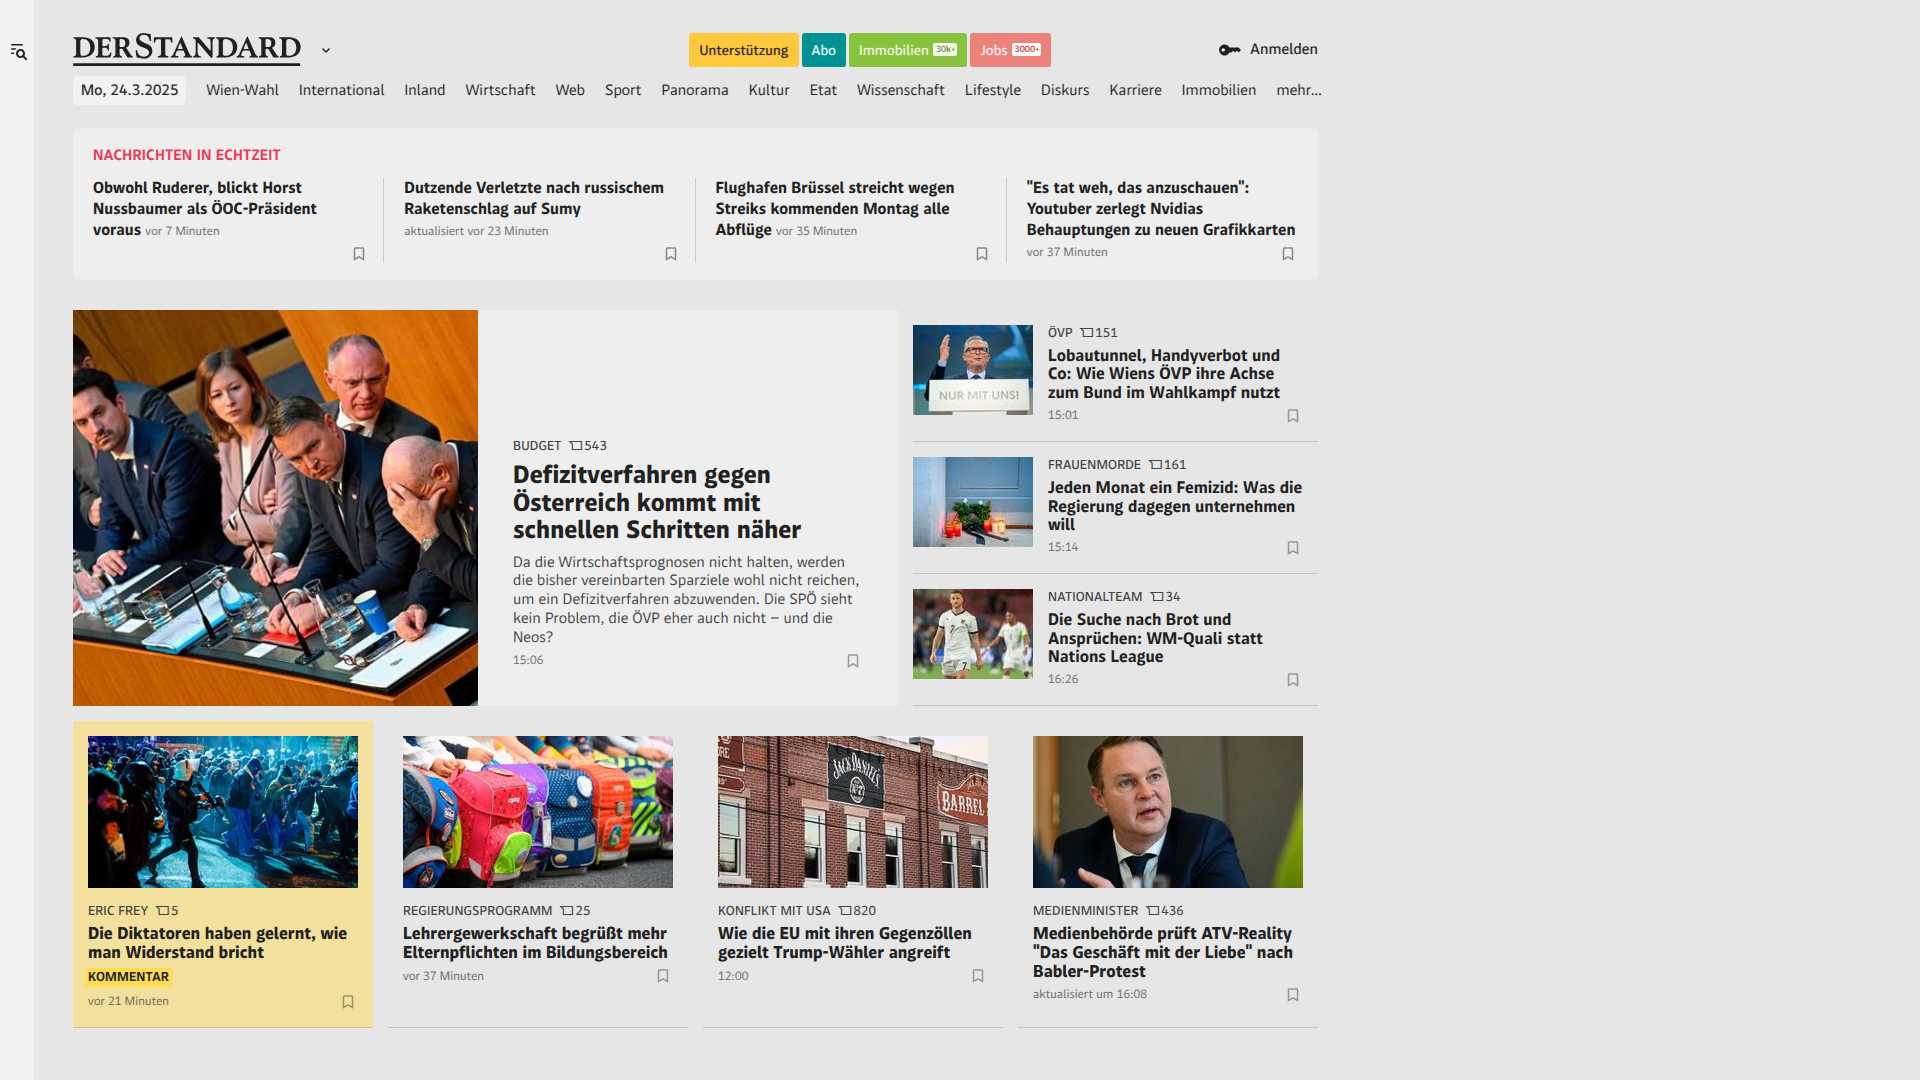 DERSTANDARD
Unterstützung
Abo
Immobilien 30k+
Jobs 3000+
Anmelden
Mo, 24.3.2025
Wien-Wahl
International
Inland
Wirtschaft
Web
Sport
Panorama
Kultur
Etat
Wissenschaft
Lifestyle
Diskurs
Karriere
Immobilien
mehr...
NACHRICHTEN IN ECHTZEIT
Obwohl Ruderer, blickt Horst
Nussbaumer als ÖOC-Präsident
voraus vor 7 Minuten
Dutzende Verletzte nach russischem
Raketenschlag auf Sumy
aktualisiert vor 23 Minuten
Flughafen Brüssel streicht wegen
Streiks kommenden Montag alle
Abflüge vor 35 Minuten
"Es tat weh, das anzuschauen":
Youtuber zerlegt Nvidias
Behauptungen zu neuen Grafikkarten
vor 37 Minuten
BUDGET 543
Defizitverfahren gegen
Österreich kommt mit
schnellen Schritten näher
Da die Wirtschaftsprognosen nicht halten, werden
die bisher vereinbarten Sparziele wohl nicht reichen,
um ein Defizitverfahren abzuwenden. Die SPÖ sieht
kein Problem, die ÖVP eher auch nicht – und die
Neos?
15:06
NUR MIT UNS!
ÖVP 151
Lobautunnel, Handyverbot und
Co: Wie Wiens ÖVP ihre Achse
zum Bund im Wahlkampf nutzt
15:01
FRAUENMORDE 161
Jeden Monat ein Femizid: Was die
Regierung dagegen unternehmen
will
15:14
7
NATIONALTEAM 34
Die Suche nach Brot und
Ansprüchen: WM-Quali statt
Nations League
16:26
ERIC FREY 5
Die Diktatoren haben gelernt, wie
man Widerstand bricht
KOMMENTAR
vor 21 Minuten
REGIERUNGSPROGRAMM 25
Lehrergewerkschaft begrüßt mehr
Elternpflichten im Bildungsbereich
vor 37 Minuten
JACK DANIEL'S
BARREL
KONFLIKT MIT USA 820
Wie die EU mit ihren Gegenzöllen
gezielt Trump-Wähler angreift
12:00
MEDIENMINISTER 436
Medienbehörde prüft ATV-Reality
"Das Geschäft mit der Liebe" nach
Babler-Protest
aktualisiert um 16:08